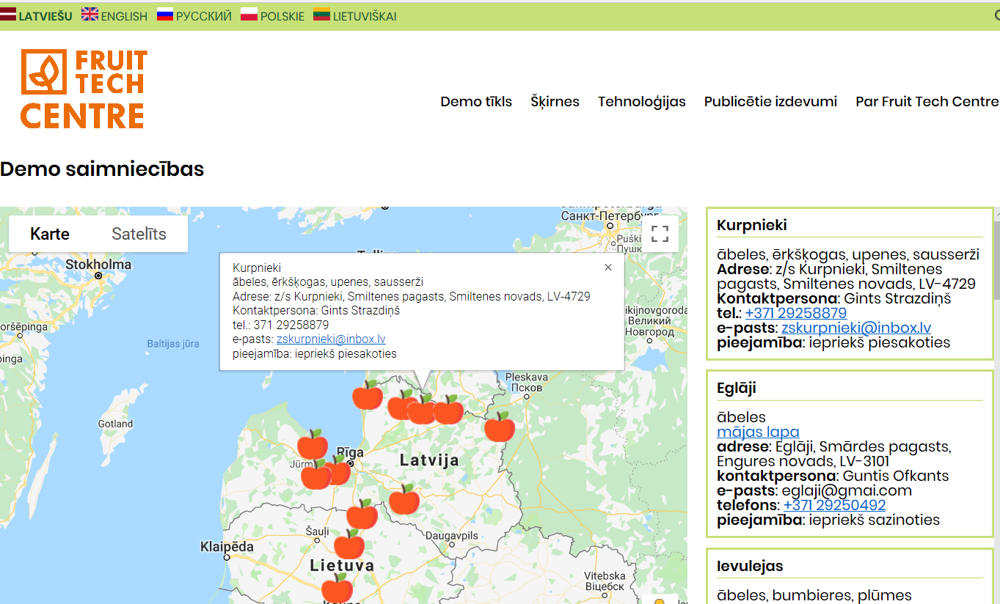 LATVIEŠU ENGLISH РУССКИЙ POLSKIE LIETUVIŠKAI
FRUIT
TECH
CENTRE
Demo tīkls Šķirnes Tehnoloģijas Publicētie izdevumi Par Fruit Tech Centre
Demo saimniecības
Karte Satelīts
Санкт-Петербург
Puški
Пушк
Stokholma
Kurpnieki
ābeles, ērkšķogas, upenes, sausserži
Adrese: z/s Kurpnieki, Smiltenes pagasts, Smiltenes novads, LV-4729
Kontaktpersona: Gints Strazdiņš
tel.: 371 29258879
e-pasts: zskurpnieki@inbox.lv
pieejamība: iepriekš piesakoties
oršēpinga
pinga
Baltijas jūra
ikijnovgoroda
Великий
Новгород
Pleskava
Псков
Gotland
Rīga
Jūrm
Latvija
Šauļi
Daugavpils
Klaipēda
Lietuva
Vitebska
Віцебск
Kurpnieki
ābeles, ērkšķogas, upenes, sausserži
Adrese: z/s Kurpnieki, Smiltenes
pagasts, Smiltenes novads, LV-4729
Kontaktpersona: Gints Strazdiņš
tel.: +371 29258879
e-pasts: zskurpnieki@inbox.lv
pieejamība: iepriekš piesakoties
Eglāji
ābeles
mājas lapa
adrese: Eglāji, Smārdes pagasts,
Engures novads, LV-3101
kontaktpersona: Guntis Ofkants
e-pasts: eglaji@gmai.com
telefons: +371 29250492
pieejamība: iepriekš sazinoties
Ievulejas
ābeles, bumbieres, plūmes